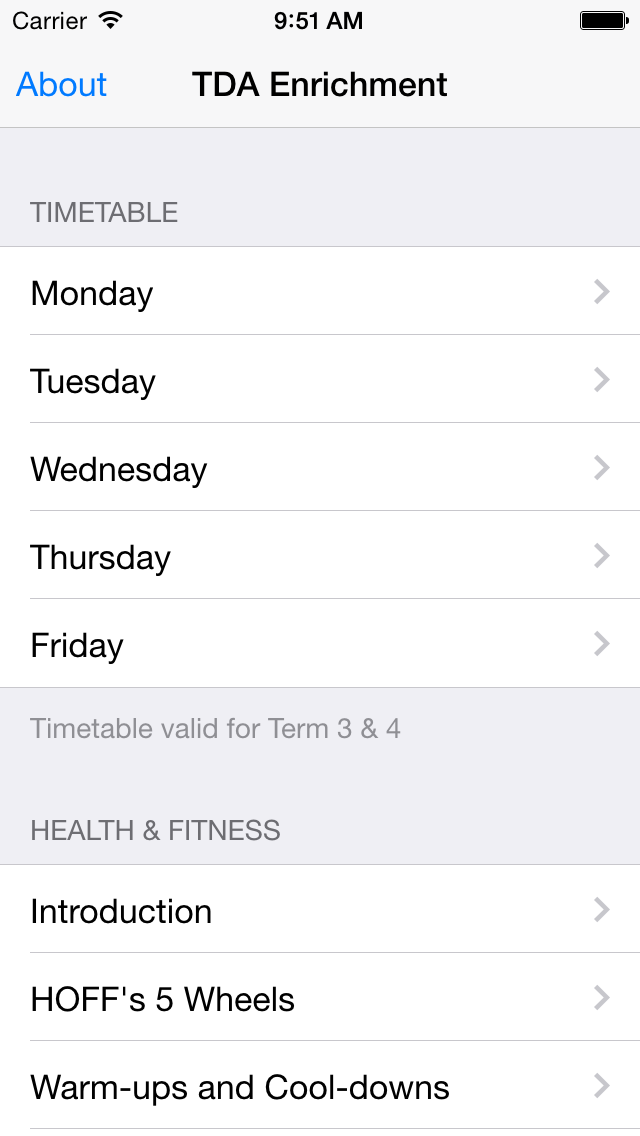 Carrier 9:51 AM
About TDA Enrichment
TIMETABLE
Monday
Tuesday
Wednesday
Thursday
Friday
Timetable valid for Term 3 & 4
HEALTH & FITNESS
Introduction
HOFF's 5 Wheels
Warm-ups and Cool-downs